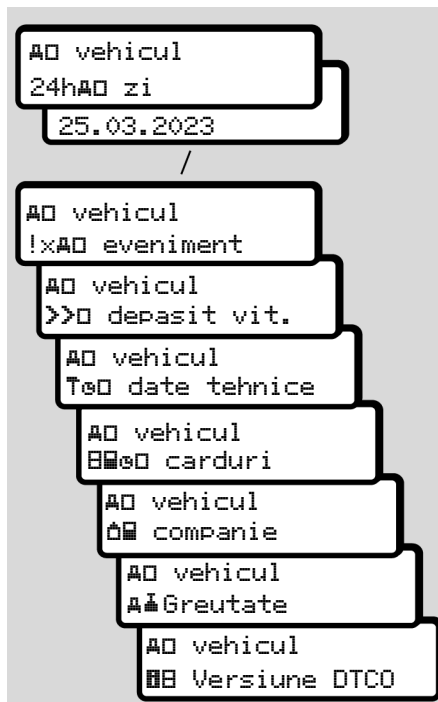 vehicul
24h zi
25.03.2023
/
vehicul
!x eveniment
vehicul
>> depasit vit.
vehicul
date tehnice
vehicul
carduri
vehicul
companie
vehicul
Greutate
vehicul
Versiune DTCO